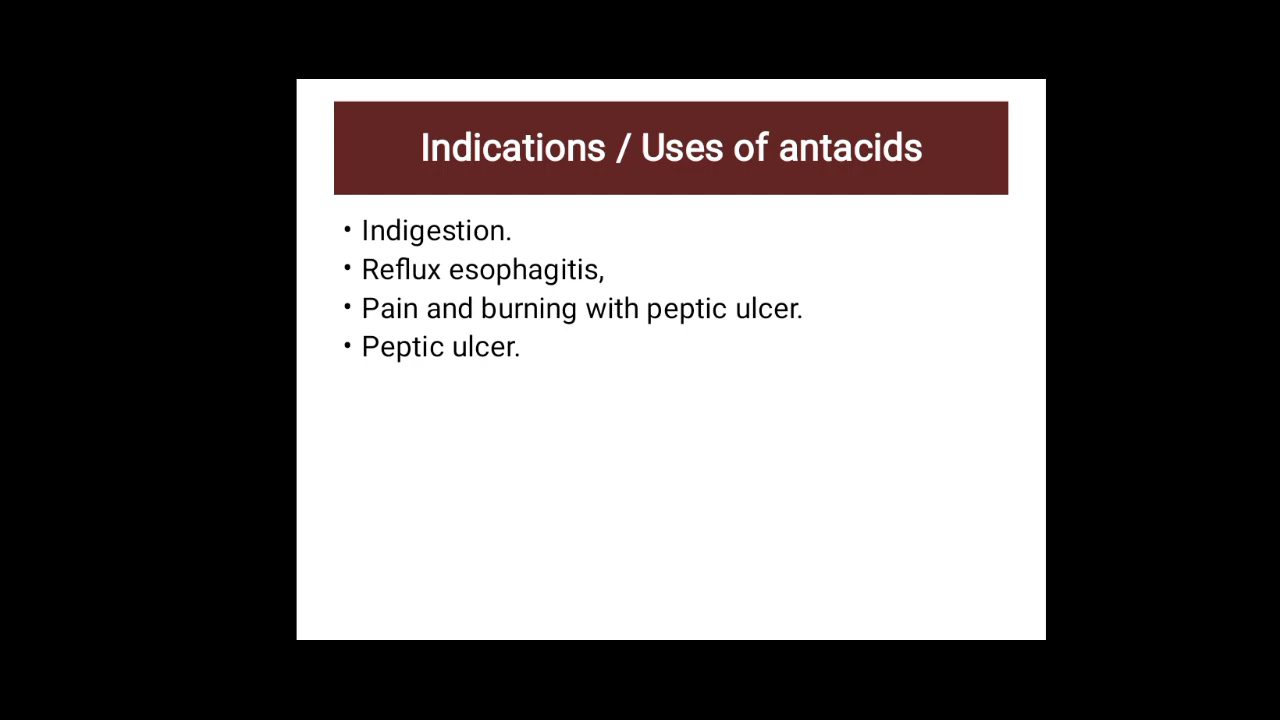 Indications / Uses of antacids
• Indigestion.
• Reflux esophagitis,
• Pain and burning with peptic ulcer.
• Peptic ulcer.